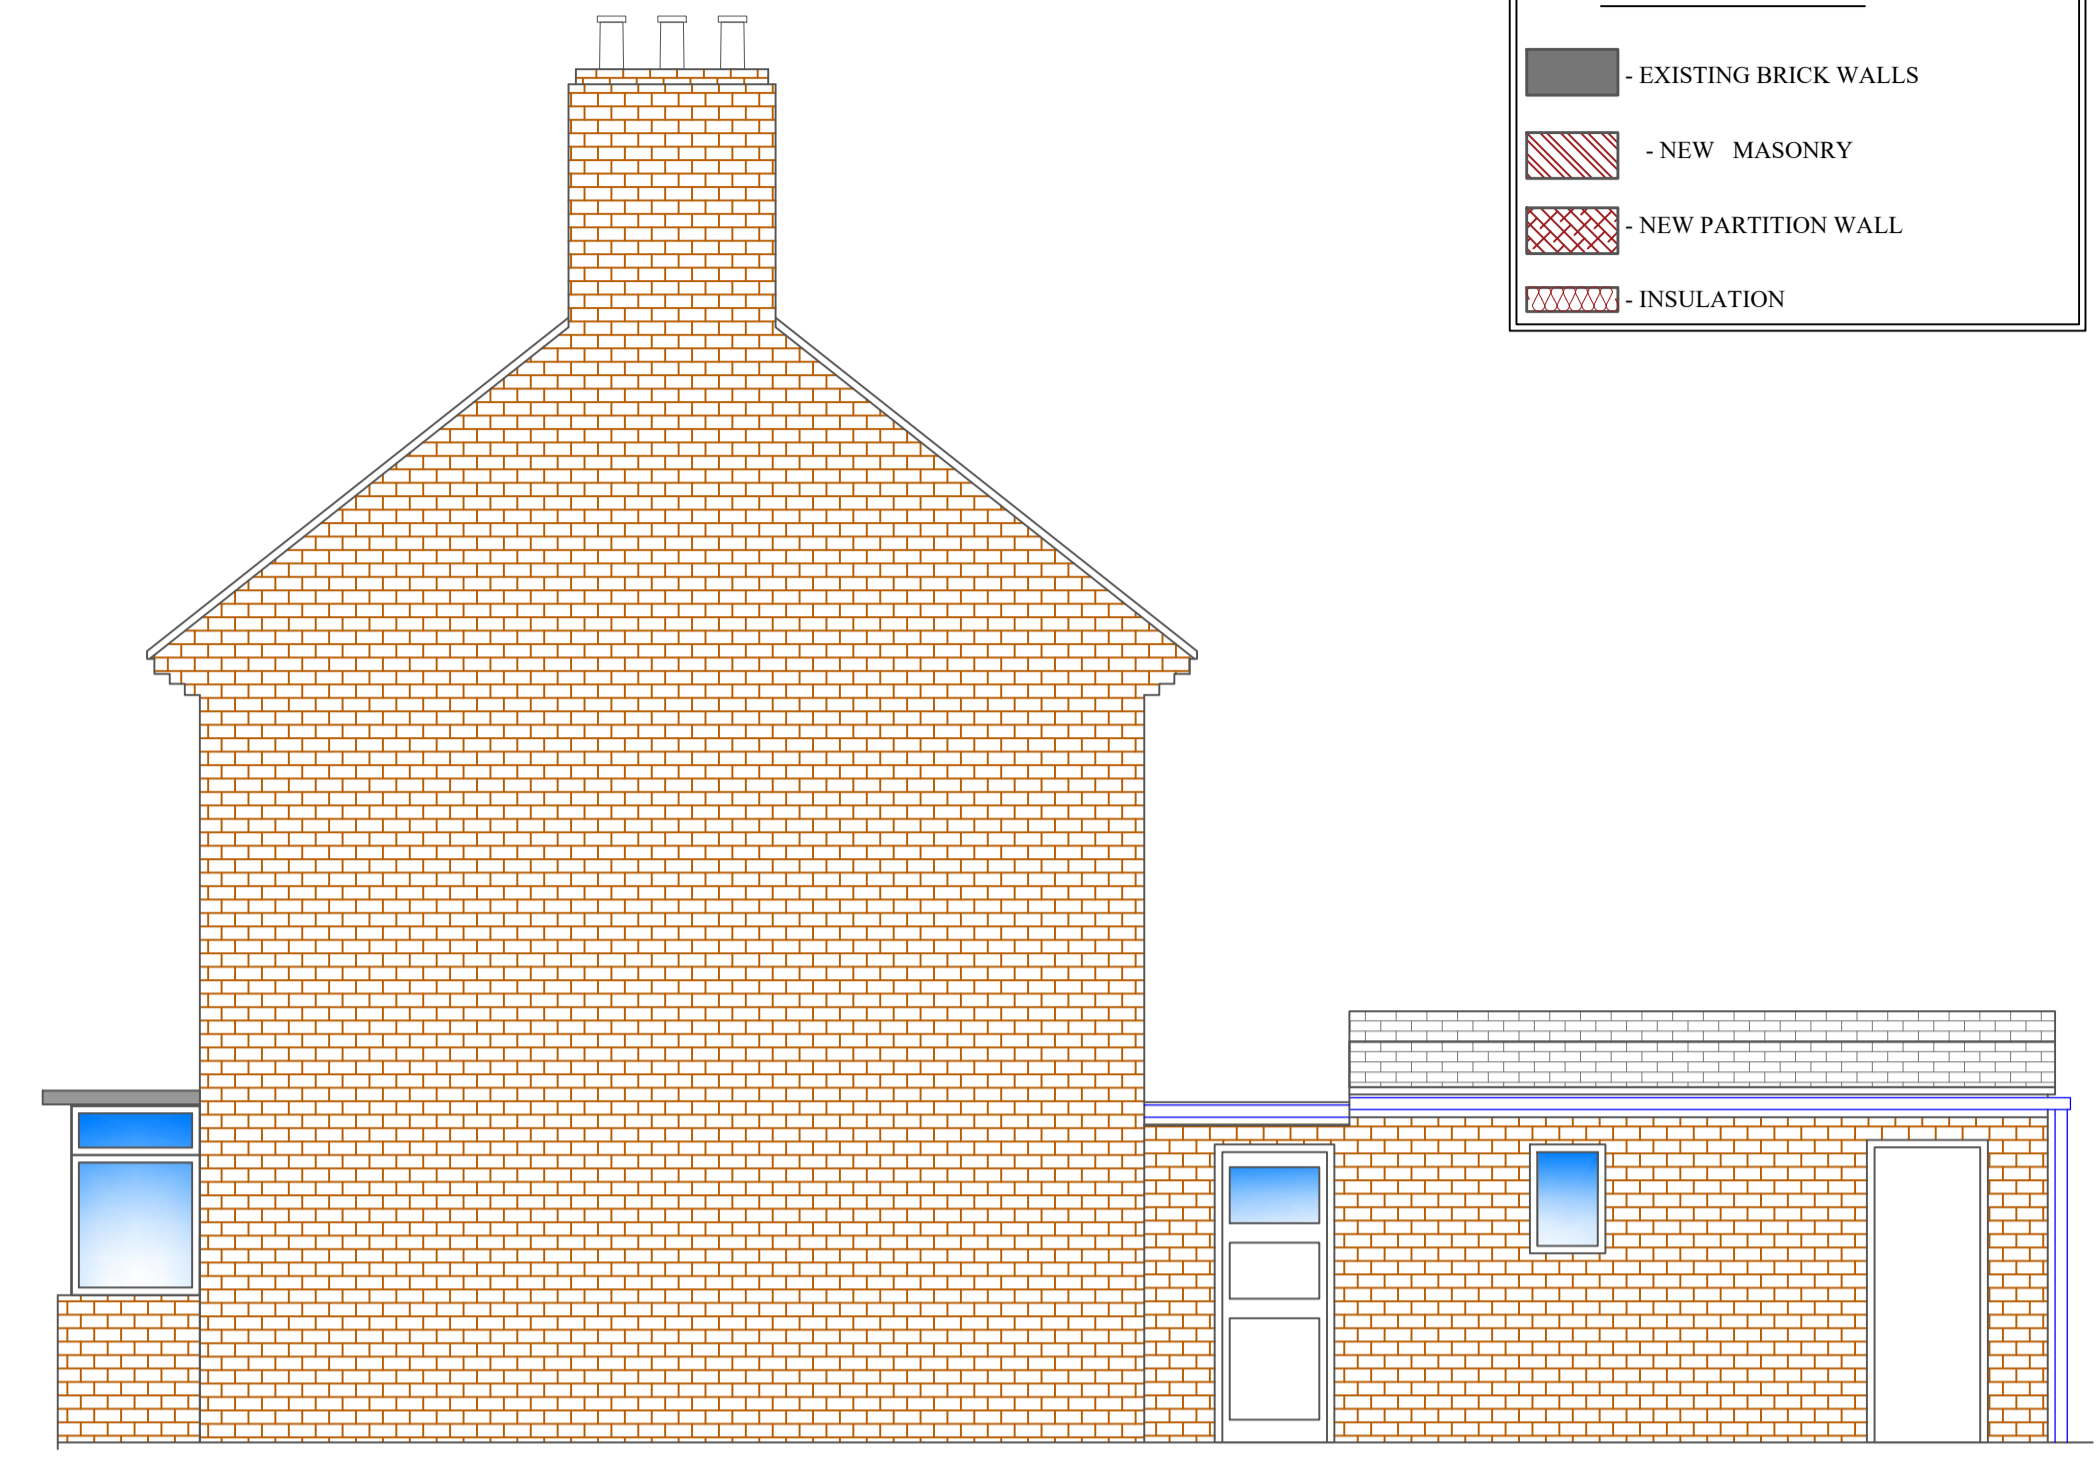 - EXISTING BRICK WALLS
- NEW MASONRY
- NEW PARTITION WALL
- INSULATION